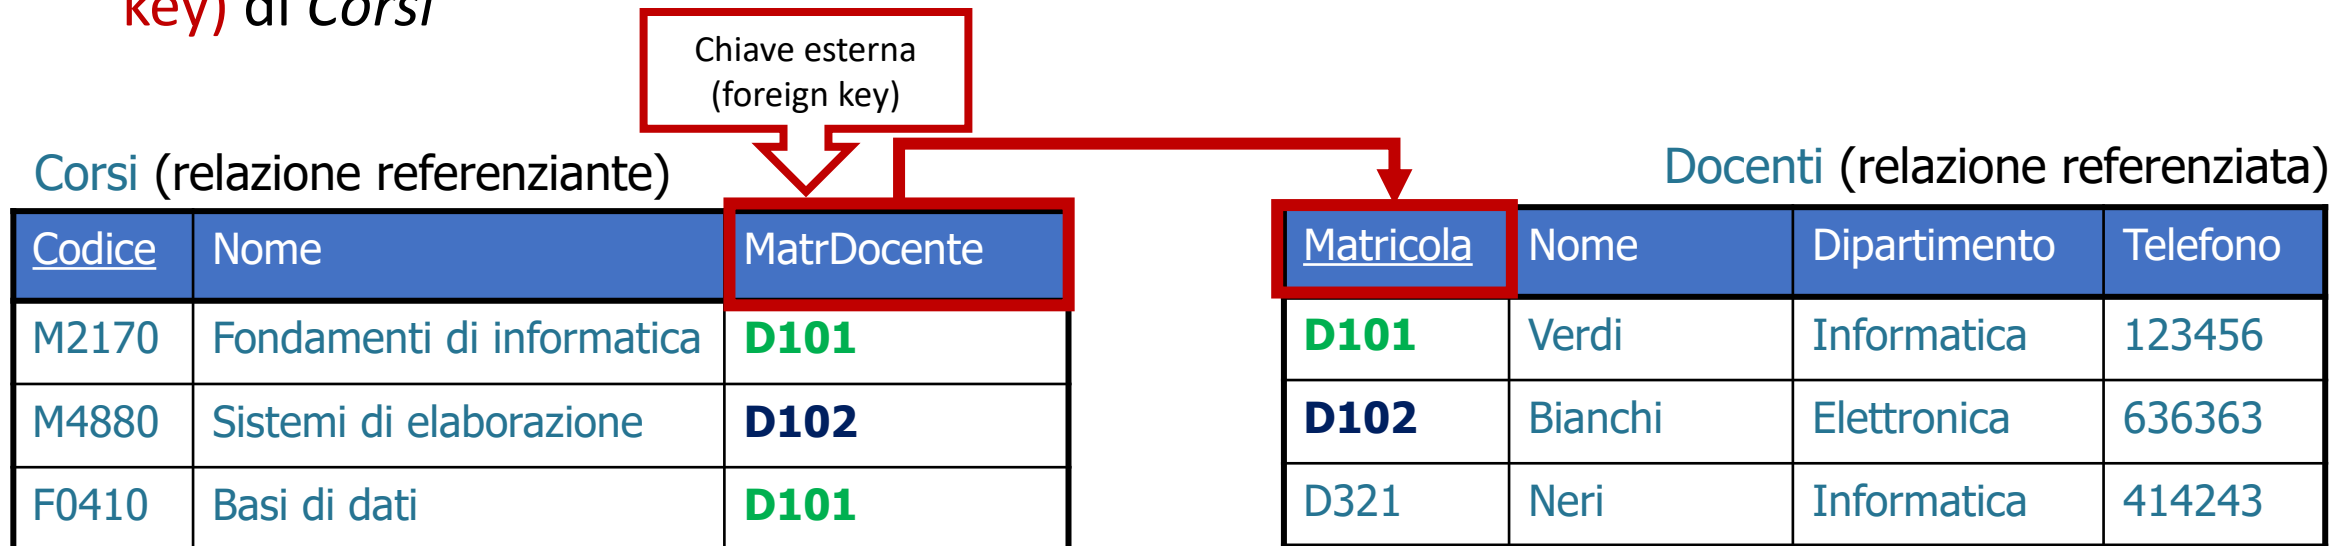 key) di Corsi
Chiave esterna
(foreign key)
Corsi (relazione referenziante)
Docenti (relazione referenziata)
Codice Nome MatrDocente
M2170 Fondamenti di informatica D101
M4880 Sistemi di elaborazione D102
F0410 Basi di dati D101
Matricola Nome Dipartimento Telefono
D101 Verdi Informatica 123456
D102 Bianchi Elettronica 636363
D321 Neri Informatica 414243